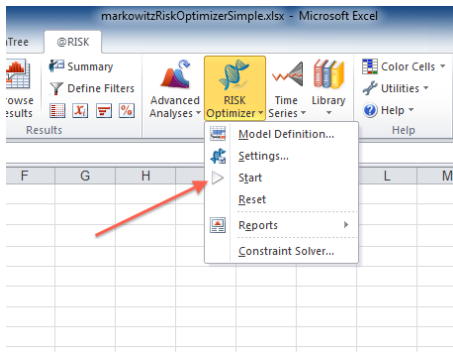 markowitzRiskOptimizerSimple.xlsx - Microsoft Excel
Tree
@RISK
Summary
Define Filters
Results
Advanced
Analyses
RISK
Optimizer
Time
Series
Library
Color Cells
Utilities
Help
Help
Model Definition...
Settings...
Start
Reset
Reports
Constraint Solver...
F G H L M